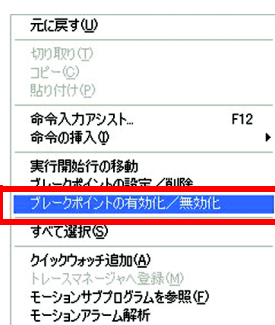 元に戻す(U)
切り取り(T)
コピー(C)
貼り付け(P)
命令入力アシスト... F12
命令の挿入(I)
実行開始行の移動
ブレークポイントの設定／削除
ブレークポイントの有効化／無効化
すべて選択(S)
クイックウォッチ追加(A)
トレースマネージャへ登録(M)
モーションサブプログラムを参照(F)
モーションアラーム解析